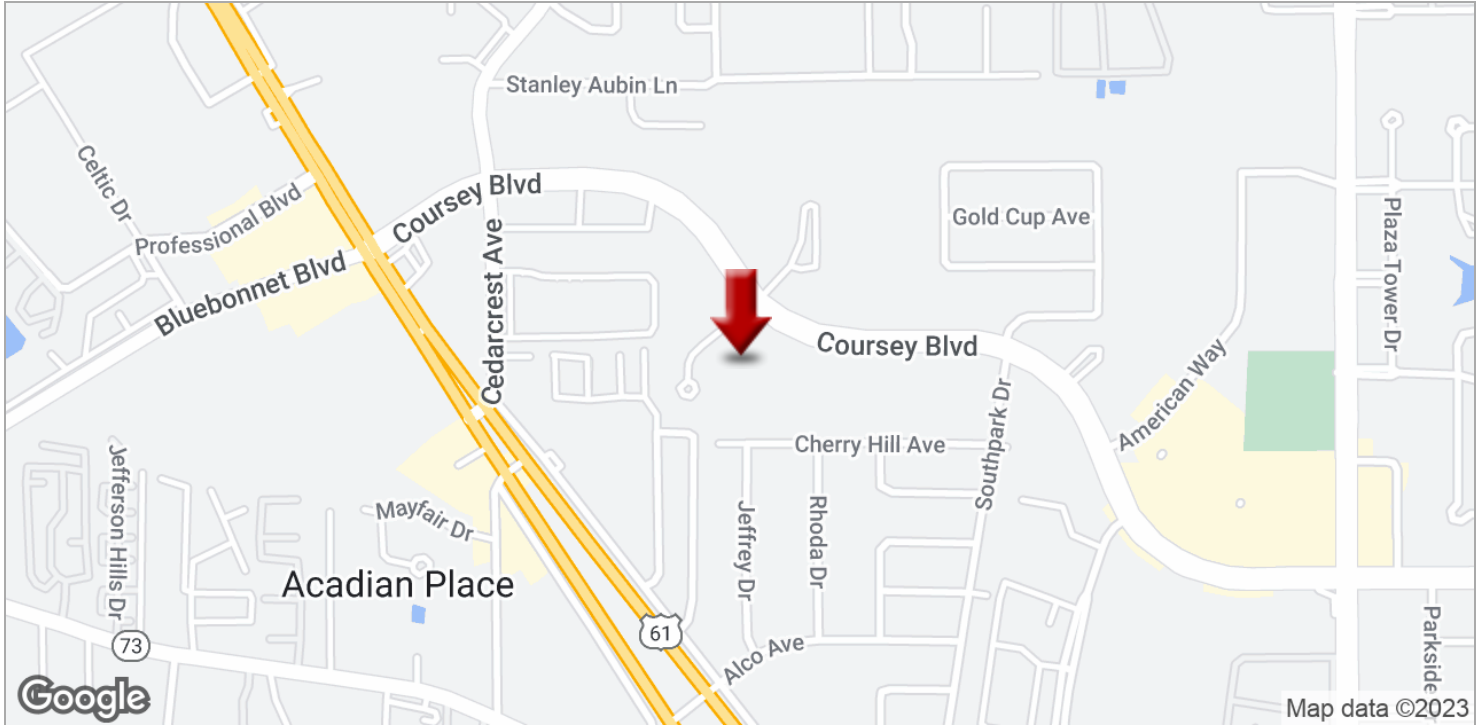 Stanley Aubin Ln
Celtic Dr
Coursey Blvd
Professional Blvd
Gold Cup Ave
Plaza Tower Dr
Bluebonnet Blvd
Cedarcrest Ave
Coursey Blvd
American Way
Southpark Dr
Cherry Hill Ave
Jefferson Hills Dr
Mayfair Dr
Jeffrey Dr
Rhoda Dr
Acadian Place
61
73
Alco Ave
Parkside
Google
Map data ©2023